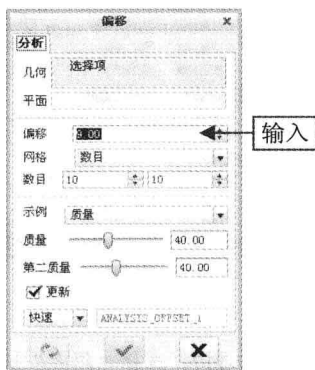 偏移
分析
几何 选择项
平面
偏移 9.00
输入
网格 数目
数目 10 10
示例 质量
质量 40.00
第二质量 40.00
更新
快速 ANALYSIS_OFFSET_1